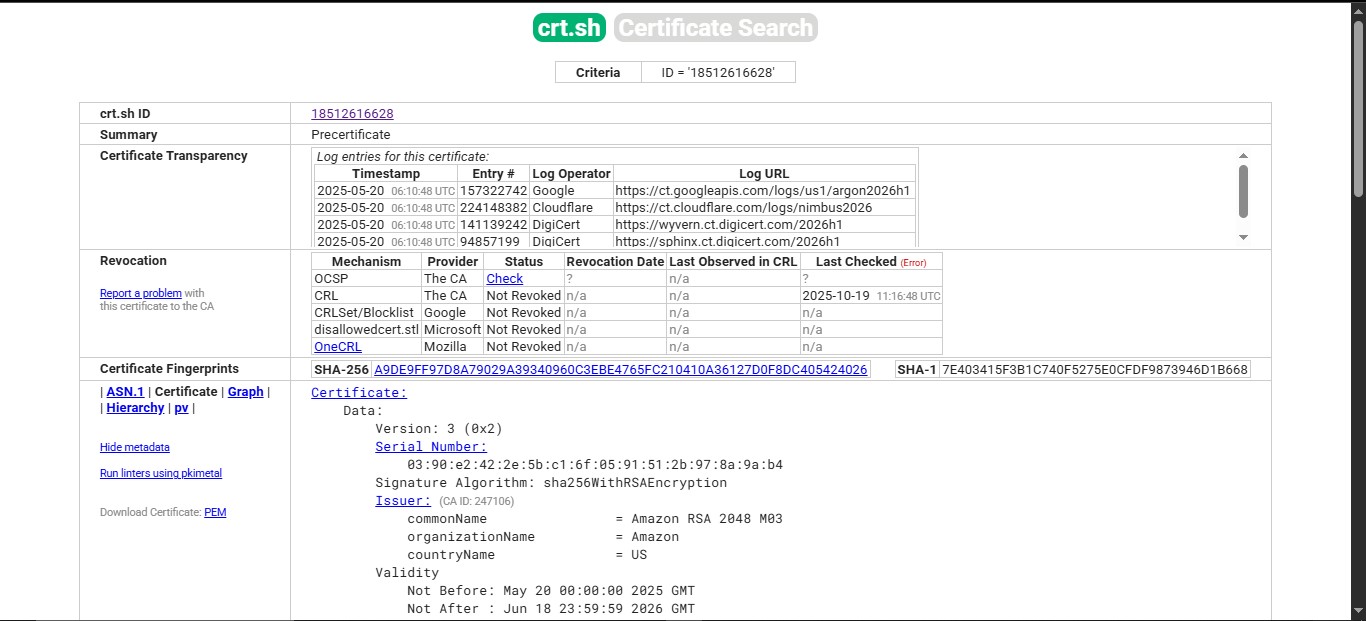 crt.sh Certificate Search
Criteria ID = '18512616628'
crt.sh ID 18512616628
Summary Precertificate
Certificate Transparency
Log entries for this certificate:
Timestamp Entry # Log Operator Log URL
2025-05-20 06:10:48 UTC 157322742 Google https://ct.googleapis.com/logs/us1/argon2026h1
2025-05-20 06:10:48 UTC 224148382 Cloudflare https://ct.cloudflare.com/logs/nimbus2026
2025-05-20 06:10:48 UTC 141139242 DigiCert https://wyvern.ct.digicert.com/2026h1
2025-05-20 06:10:48 UTC 94857199 DigiCert https://sphinx.ct.digicert.com/2026h1
Revocation
Report a problem with
this certificate to the CA
Mechanism Provider Status Revocation Date Last Observed in CRL Last Checked (Error)
OCSP The CA Check ? n/a ?
CRL The CA Not Revoked n/a n/a 2025-10-19 11:16:48 UTC
CRLSet/Blocklist Google Not Revoked n/a n/a n/a
disallowedcert.stl Microsoft Not Revoked n/a n/a n/a
OneCRL Mozilla Not Revoked n/a n/a n/a
Certificate Fingerprints SHA-256 A9DE9FF97D8A79029A39340960C3EBE4765FC210410A36127D0F8DC405424026 SHA-1 7E403415F3B1C740F5275E0CFDF9873946D1B668
| ASN.1 | Certificate | Graph |
| Hierarchy | pv |
Hide metadata
Run linters using pkimetal
Download Certificate: PEM
Certificate:
Data:
Version: 3 (0x2)
Serial Number:
03:90:e2:42:2e:5b:c1:6f:05:91:51:2b:97:8a:9a:b4
Signature Algorithm: sha256WithRSAEncryption
Issuer: (CA ID: 247106)
commonName = Amazon RSA 2048 M03
organizationName = Amazon
countryName = US
Validity
Not Before: May 20 00:00:00 2025 GMT
Not After : Jun 18 23:59:59 2026 GMT